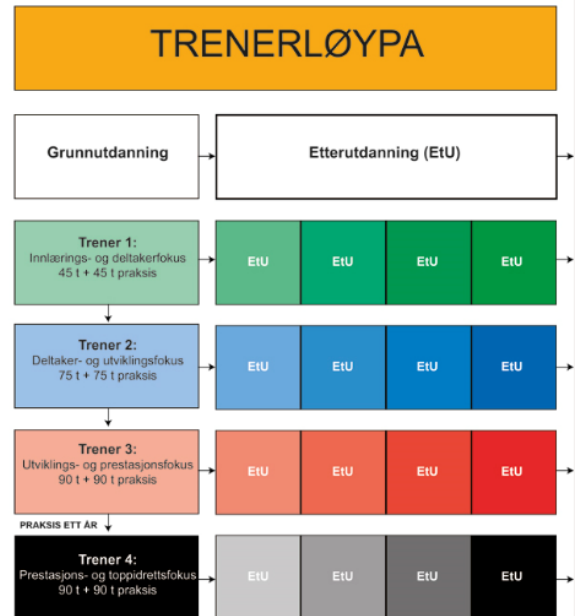 TRENERLØYPA
Grunnutdanning
Etterutdanning (EtU)
Trener 1:
Innlærings- og deltakerfokus
45 t + 45 t praksis
EtU
EtU
EtU
EtU
Trener 2:
Deltaker- og utviklingsfokus
75 t + 75 t praksis
EtU
EtU
EtU
EtU
Trener 3:
Utviklings- og prestasjonsfokus
90 t + 90 t praksis
EtU
EtU
EtU
EtU
PRAKSIS ETT ÅR
Trener 4:
Prestasjons- og toppidrettsfokus
90 t + 90 t praksis
EtU
EtU
EtU
EtU